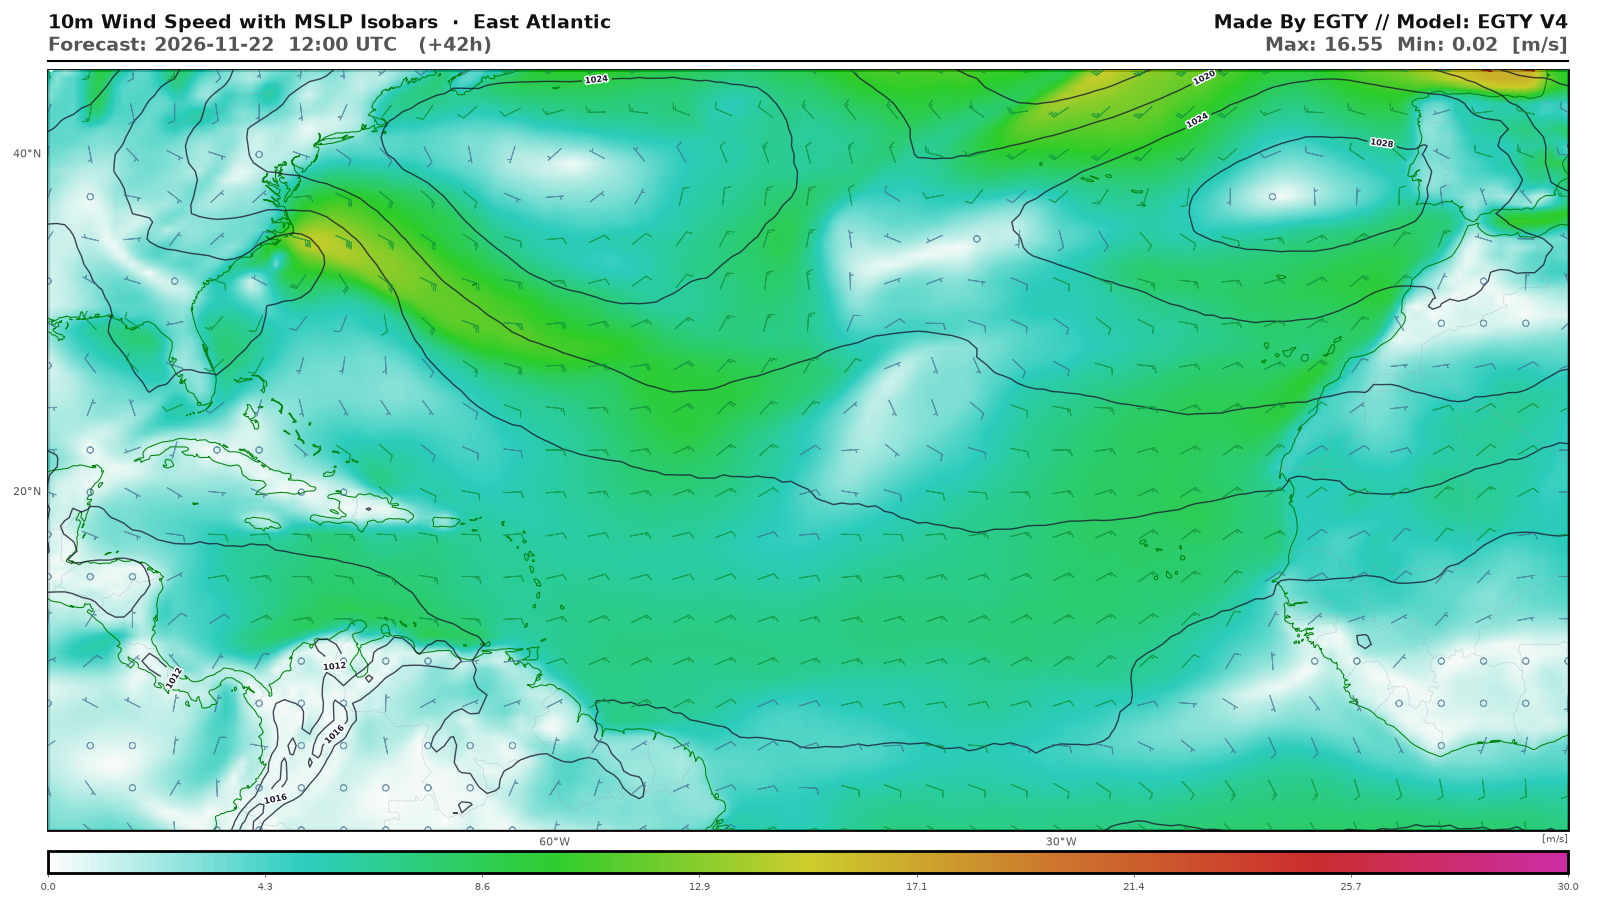 10m Wind Speed with MSLP Isobars · East Atlantic
Made By EGTY // Model: EGTY V4
Forecast: 2026-11-22 12:00 UTC (+42h)
Max: 16.55 Min: 0.02 [m/s]
1024
1020
1024
1028
40°N
20°N
1012
1012
1016
1016
60°W
30°W
[m/s]
0.0
4.3
8.6
12.9
17.1
21.4
25.7
30.0